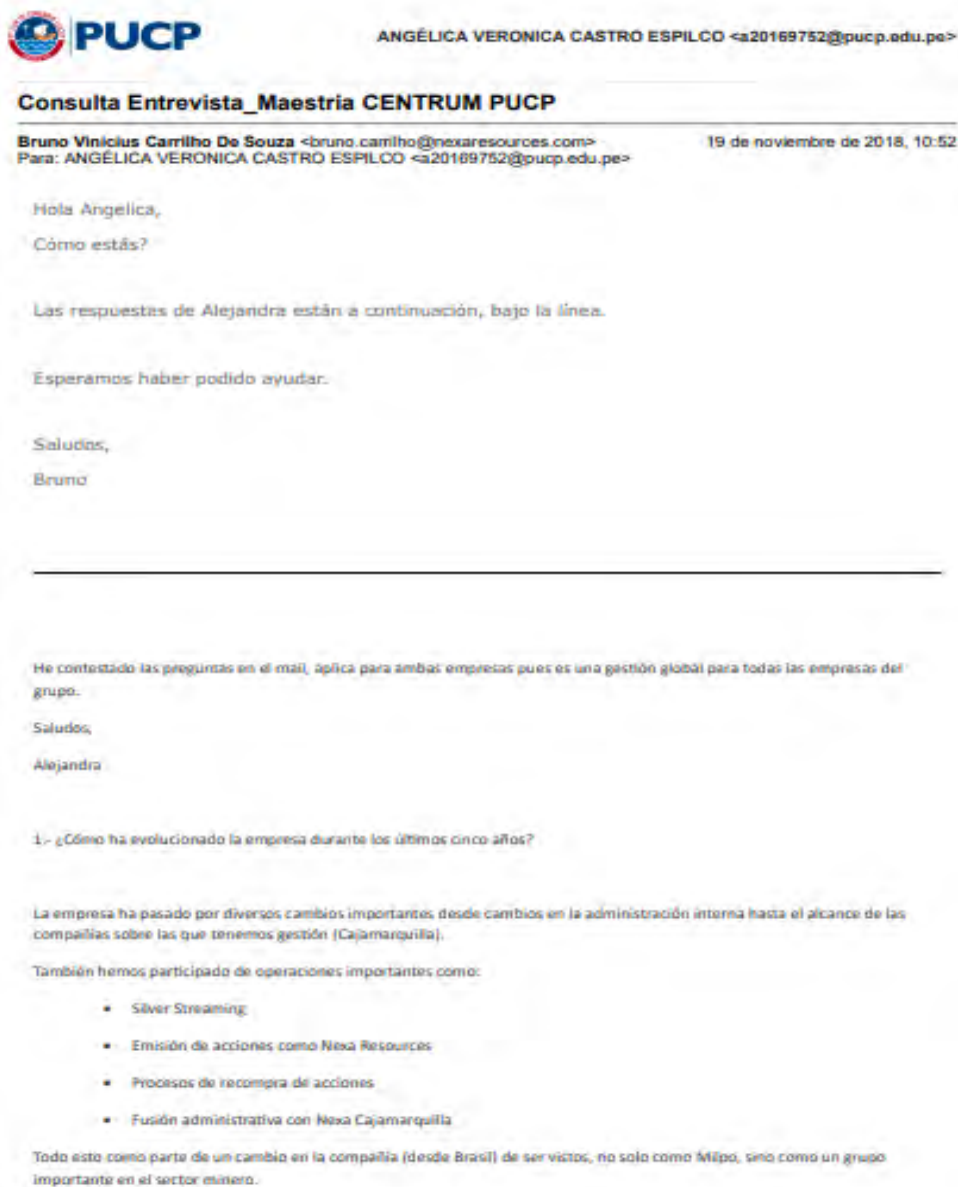 PUCP
ANGÉLICA VERONICA CASTRO ESPILCO <a20169752@pucp.edu.pe>
Consulta Entrevista_Maestria CENTRUM PUCP
Bruno Vinicius Carrilho De Souza <bruno.carrilho@nexaresources.com>
19 de noviembre de 2018, 10:52
Para: ANGÉLICA VERONICA CASTRO ESPILCO <a20169752@pucp.edu.pe>
Hola Angelica,
Cómo estás?
Las respuestas de Alejandra están a continuación, bajo la línea.
Esperamos haber podido ayudar.
Saludos,
Bruno
He contestado las preguntas en el mail, aplica para ambas empresas pues es una gestión global para todas las empresas del
grupo.
Saludos,
Alejandra
1.- ¿Cómo ha evolucionado la empresa durante los últimos cinco años?
La empresa ha pasado por diversos cambios importantes desde cambios en la administración interna hasta el alcance de las
compañías sobre las que tenemos gestión (Cajamarquilla).
También hemos participado de operaciones importantes como:
• Silver Streaming
• Emisión de acciones como Nexa Resources
• Procesos de recompra de acciones
• Fusión administrativa con Nexa Cajamarquilla
Todo esto como parte de un cambio en la compañía (desde Brasil) de ser vistos, no solo como Milpo, sino como un grupo
importante en el sector minero.